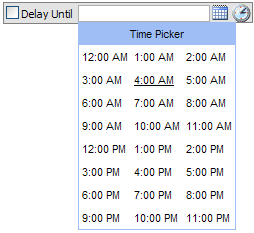 Delay Until
Time Picker
12:00 AM 1:00 AM 2:00 AM
3:00 AM 4:00 AM 5:00 AM
6:00 AM 7:00 AM 8:00 AM
9:00 AM 10:00 AM 11:00 AM
12:00 PM 1:00 PM 2:00 PM
3:00 PM 4:00 PM 5:00 PM
6:00 PM 7:00 PM 8:00 PM
9:00 PM 10:00 PM 11:00 PM